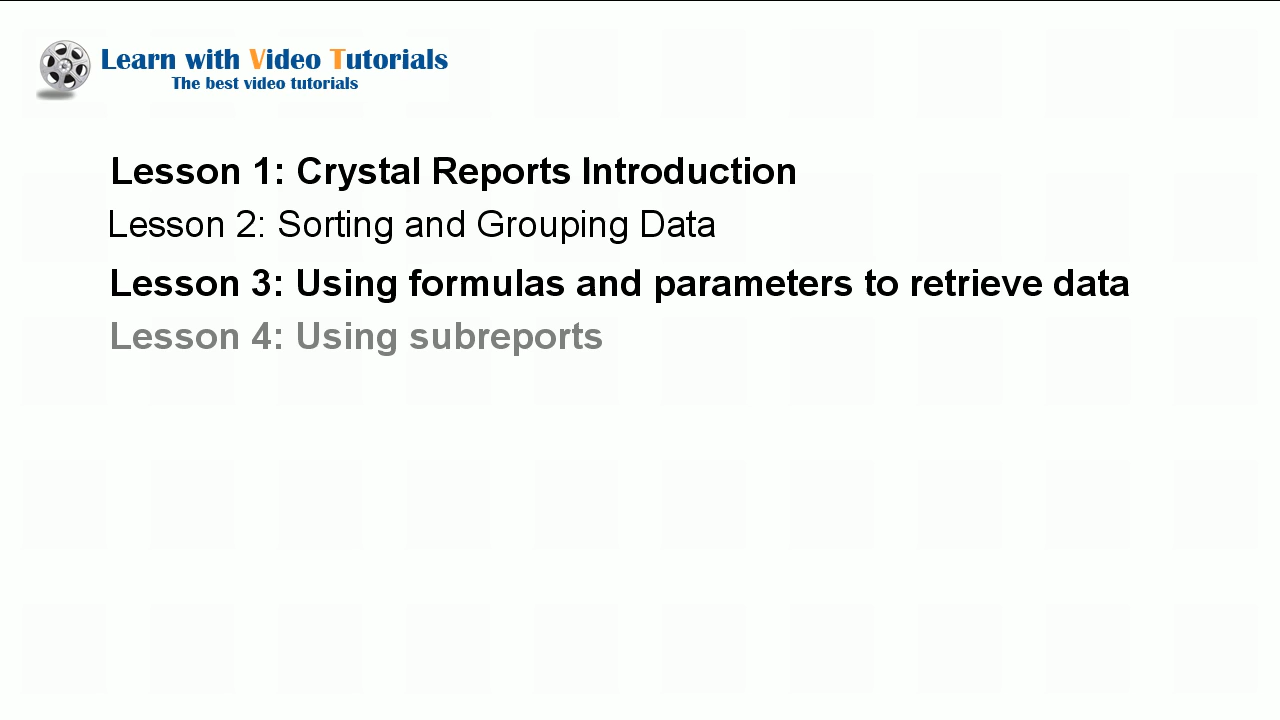 Learn with Video Tutorials
The best video tutorials
Lesson 1: Crystal Reports Introduction
Lesson 2: Sorting and Grouping Data
Lesson 3: Using formulas and parameters to retrieve data
Lesson 4: Using subreports